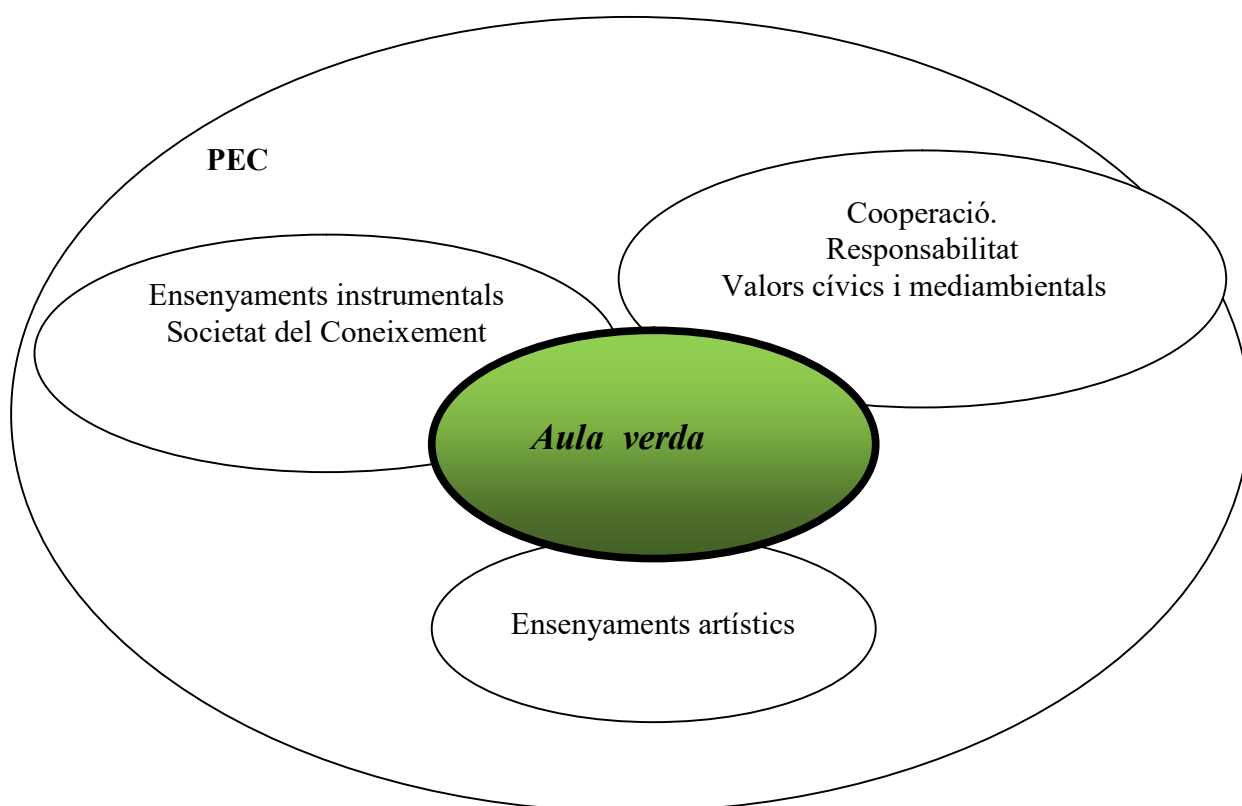 PEC
Cooperació.
Responsabilitat
Valors cívics i mediambientals
Ensenyaments instrumentals
Societat del Coneixement
Aula verda
Ensenyaments artístics